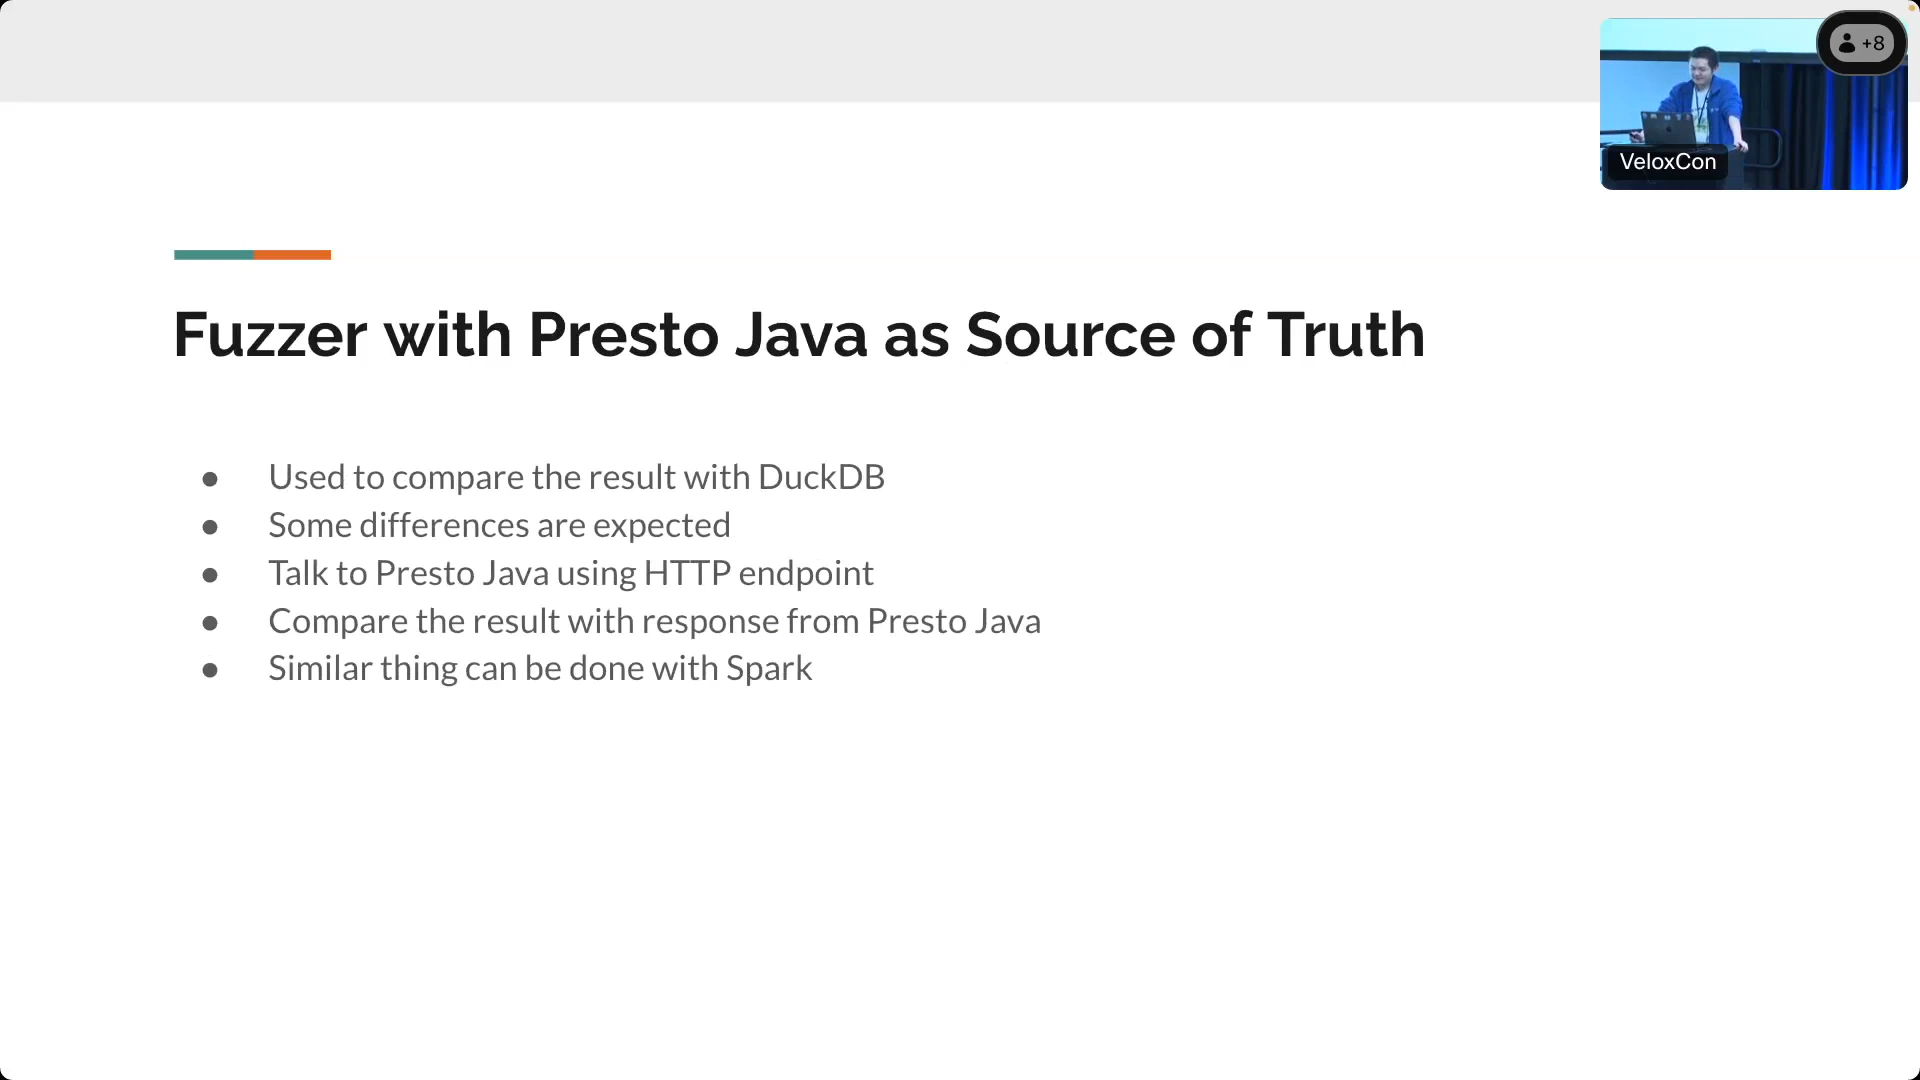 +8
VeloxCon
Fuzzer with Presto Java as Source of Truth
● Used to compare the result with DuckDB
● Some differences are expected
● Talk to Presto Java using HTTP endpoint
● Compare the result with response from Presto Java
● Similar thing can be done with Spark